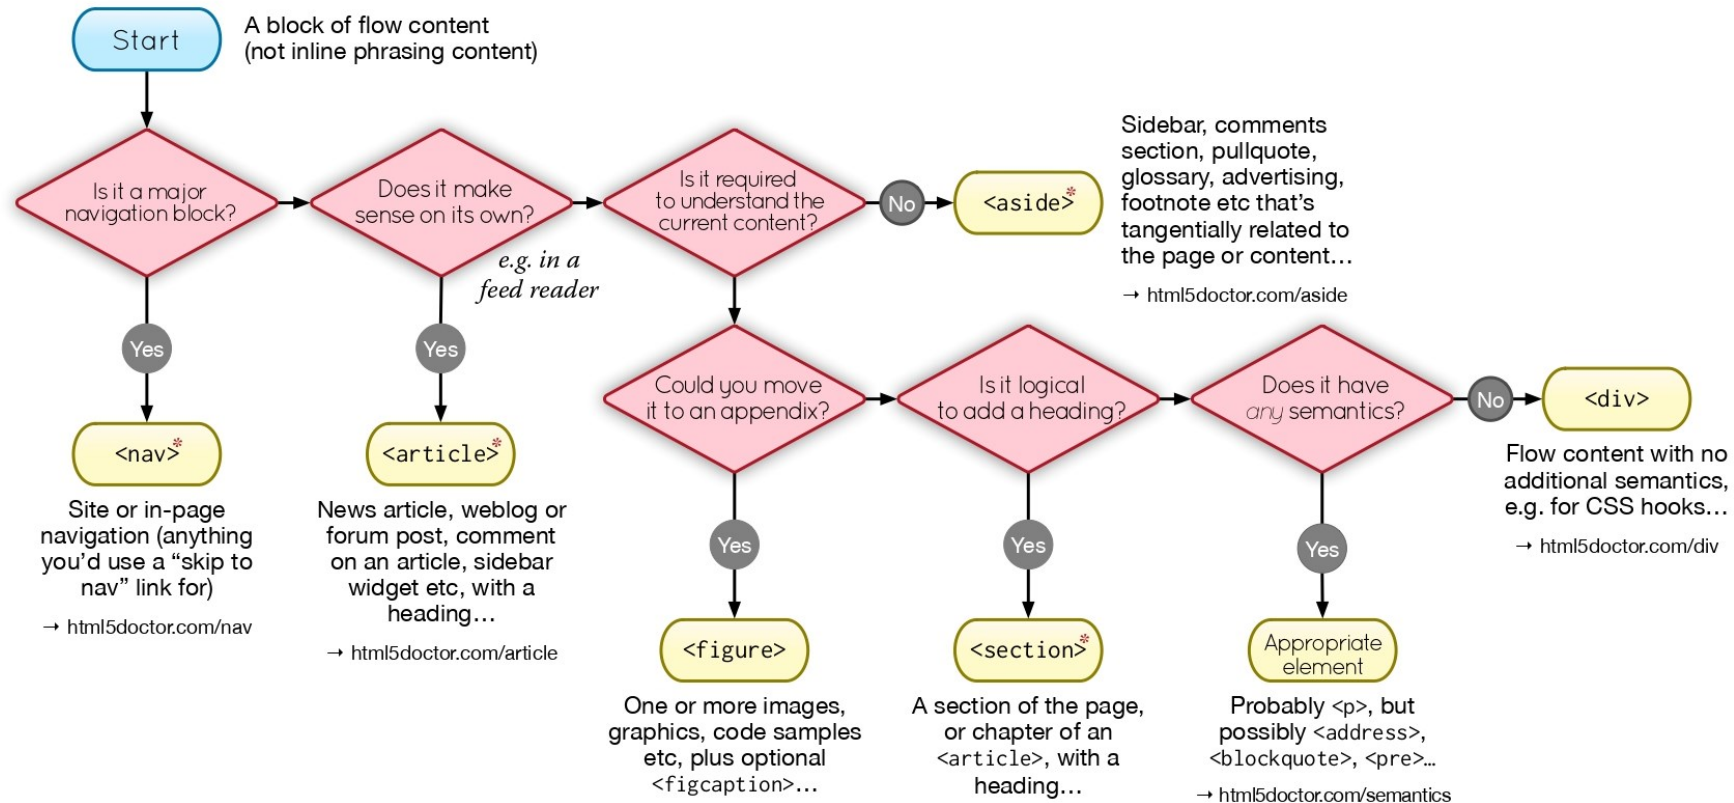 Start
A block of flow content
(not inline phrasing content)
Is it a major
navigation block?
Does it make
sense on its own?
e.g. in a
feed reader
Is it required
to understand the
current content?
No
<aside>*
Sidebar, comments
section, pullquote,
glossary, advertising,
footnote etc that's
tangentially related to
the page or content…
→ html5doctor.com/aside
Yes
<nav>*
Site or in-page
navigation (anything
you'd use a “skip to
nav” link for)
→ html5doctor.com/nav
Yes
<article>*
News article, weblog or
forum post, comment
on an article, sidebar
widget etc, with a
heading…
→ html5doctor.com/article
Could you move
it to an appendix?
Yes
<figure>
One or more images,
graphics, code samples
etc, plus optional
<figcaption>…
Is it logical
to add a heading?
Yes
<section>*
A section of the page,
or chapter of an
<article>, with a
heading…
Does it have
any semantics?
Yes
Appropriate
element
Probably <p>, but
possibly <address>,
<blockquote>, <pre>…
→ html5doctor.com/semantics
No
<div>
Flow content with no
additional semantics,
e.g. for CSS hooks…
→ html5doctor.com/div